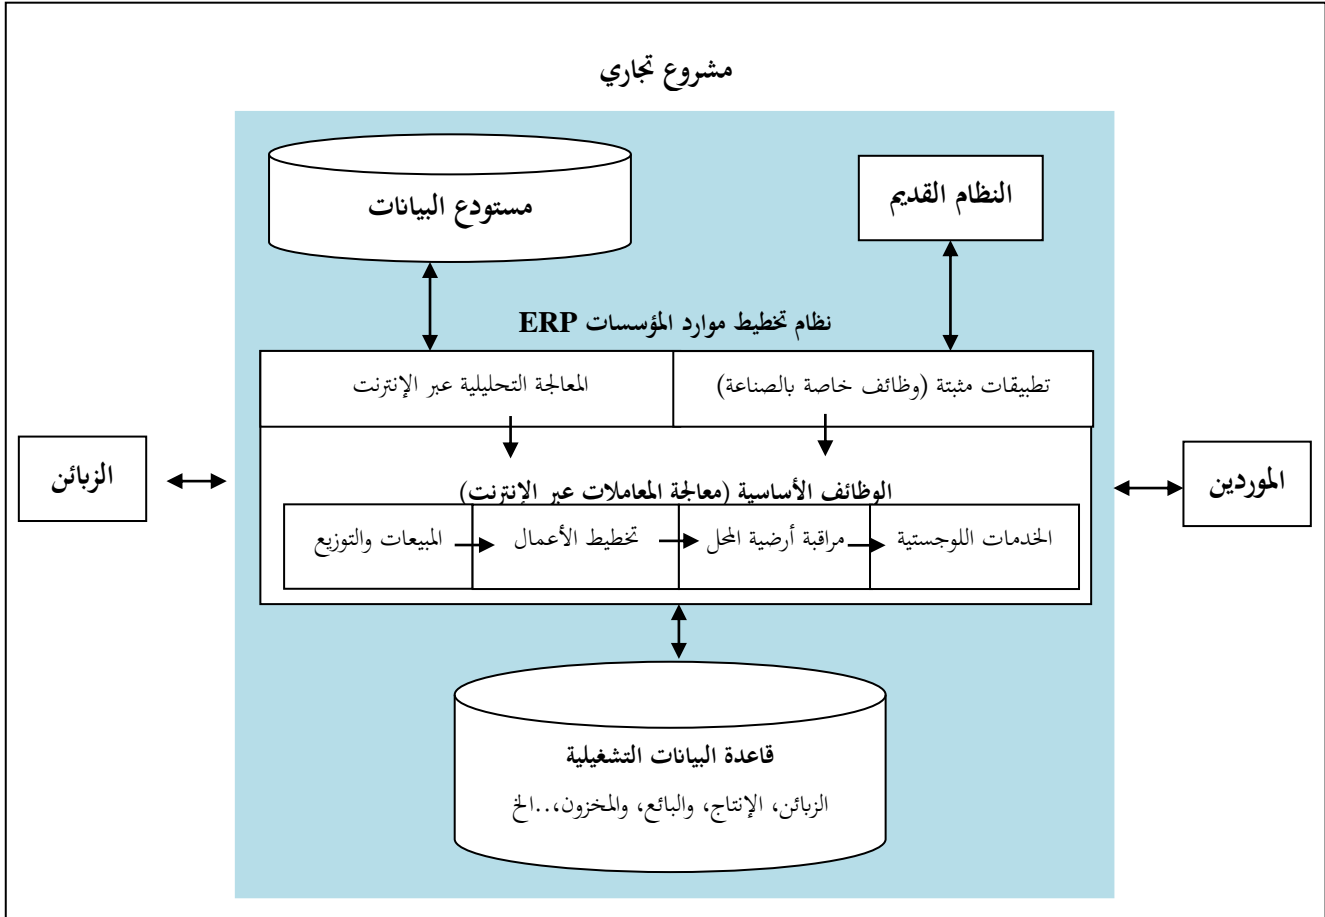 مشروع تجاري
النظام القديم
مستودع البيانات
نظام تخطيط موارد المؤسسات ERP
تطبيقات مثبتة (وظائف خاصة بالصناعة)
المعالجة التحليلية عبر الإنترنت
الموردين
الزبائن
الوظائف الأساسية (معالجة المعاملات عبر الإنترنت)
الخدمات اللوجستية
مراقبة أرضية المحل
تخطيط الأعمال
المبيعات والتوزيع
قاعدة البيانات التشغيلية
الزبائن، الإنتاج، والبائع، والمخزون،..الخ